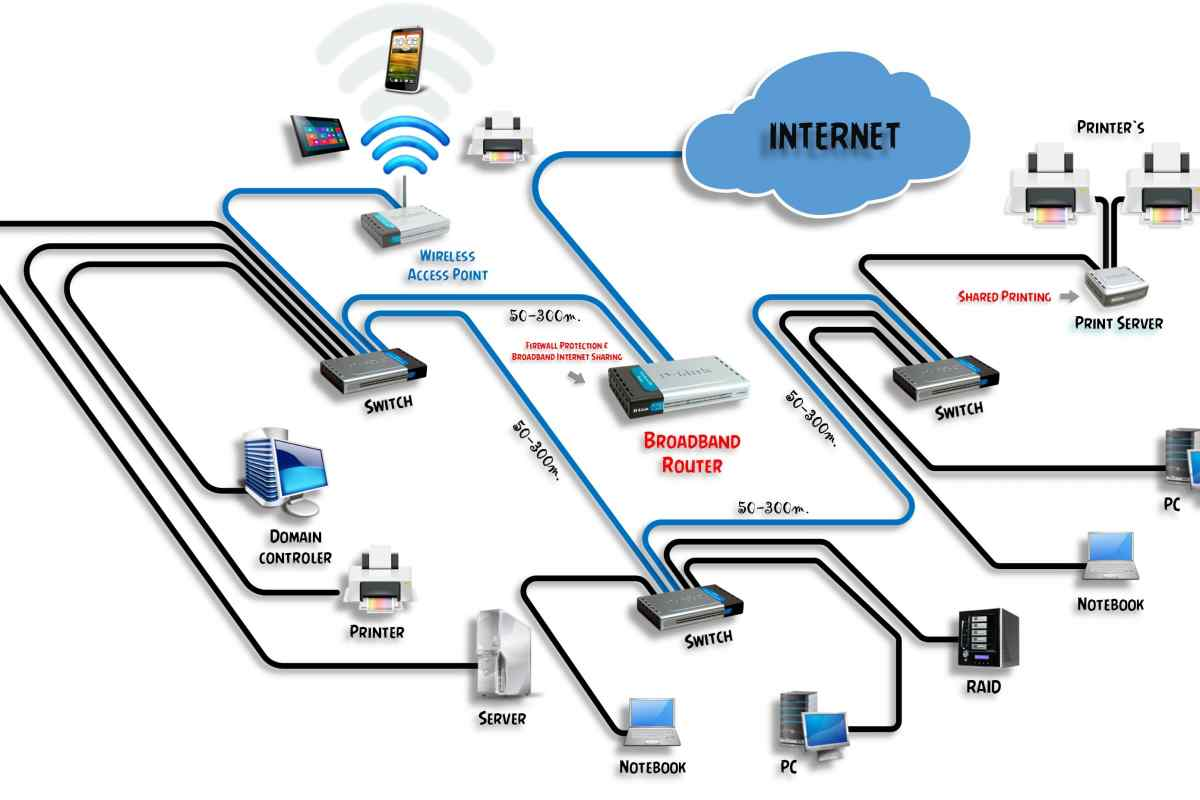 INTERNET
PRINTER`S
WIRELESS
ACCESS POINT
SHARED PRINTING
PRINT SERVER
50-300m.
FIREWALL PROTECTION &
BROADBAND INTERNET SHARING
D-Link
SWITCH
SWITCH
50-300m.
BROADBAND
ROUTER
50-300m.
50-300m.
PC
DOMAIN
CONTROLER
NOTEBOOK
PRINTER
SWITCH
RAID
SERVER
NOTEBOOK
PC